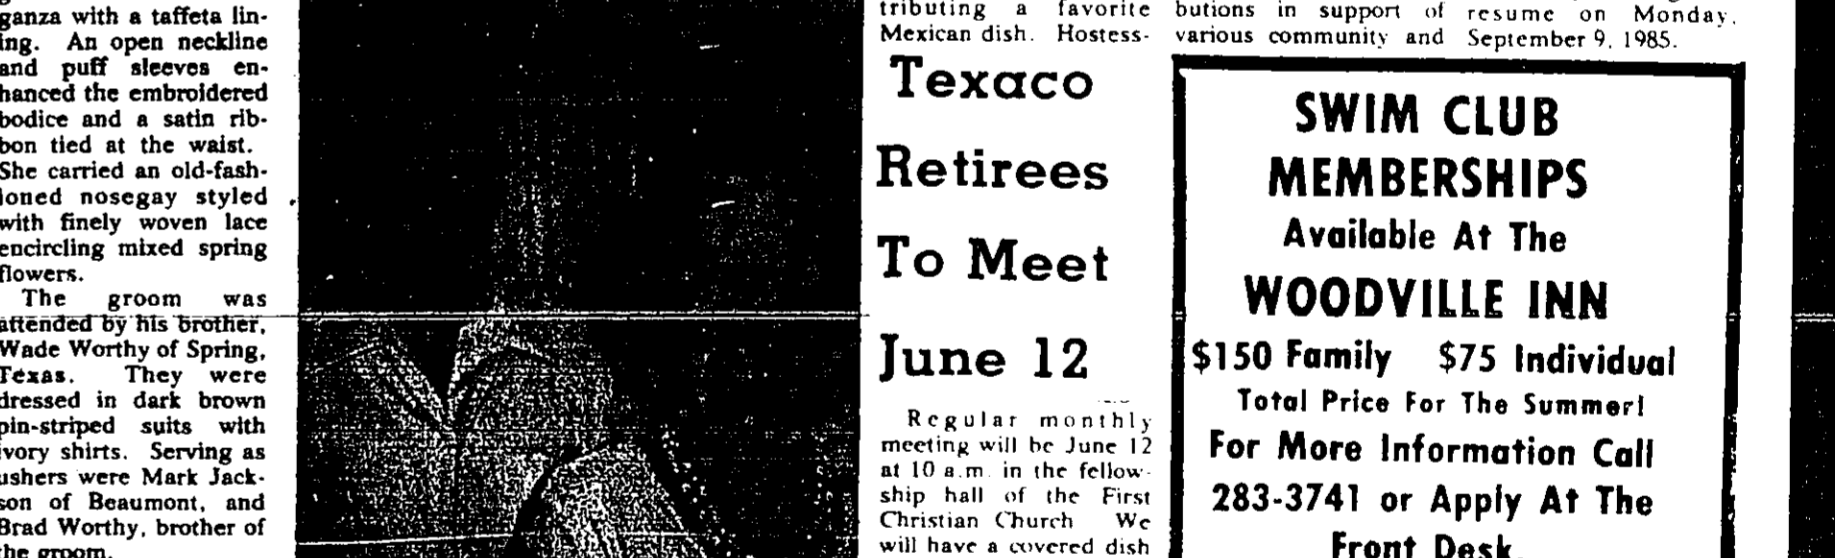 ganza with a taffeta lin-
ing. An open neckline
and puff sleeves en-
hanced the embroidered
bodice and a satin rib-
bon tied at the waist.
She carried an old-fash-
ioned nosegay styled
with finely woven lace
encircling mixed spring
flowers.
The groom was
attended by his brother,
Wade Worthy of Spring,
Texas. They were
dressed in dark brown
pin-striped suits with
ivory shirts. Serving as
ushers were Mark Jack-
son of Beaumont, and
Brad Worthy, brother of
the groom.
tributing a favorite
Mexican dish. Hostess-
Texaco
Retirees
To Meet
June 12
Regular monthly
meeting will be June 12
at 10 a.m. in the fellow-
ship hall of the First
Christian Church We
will have a covered dish
butions in support of
various community and
resume on Monday,
September 9, 1985.
SWIM CLUB
MEMBERSHIPS
Available At The
WOODVILLE INN
$150 Family $75 Individual
Total Price For The Summer!
For More Information Call
283-3741 or Apply At The
Front Desk.